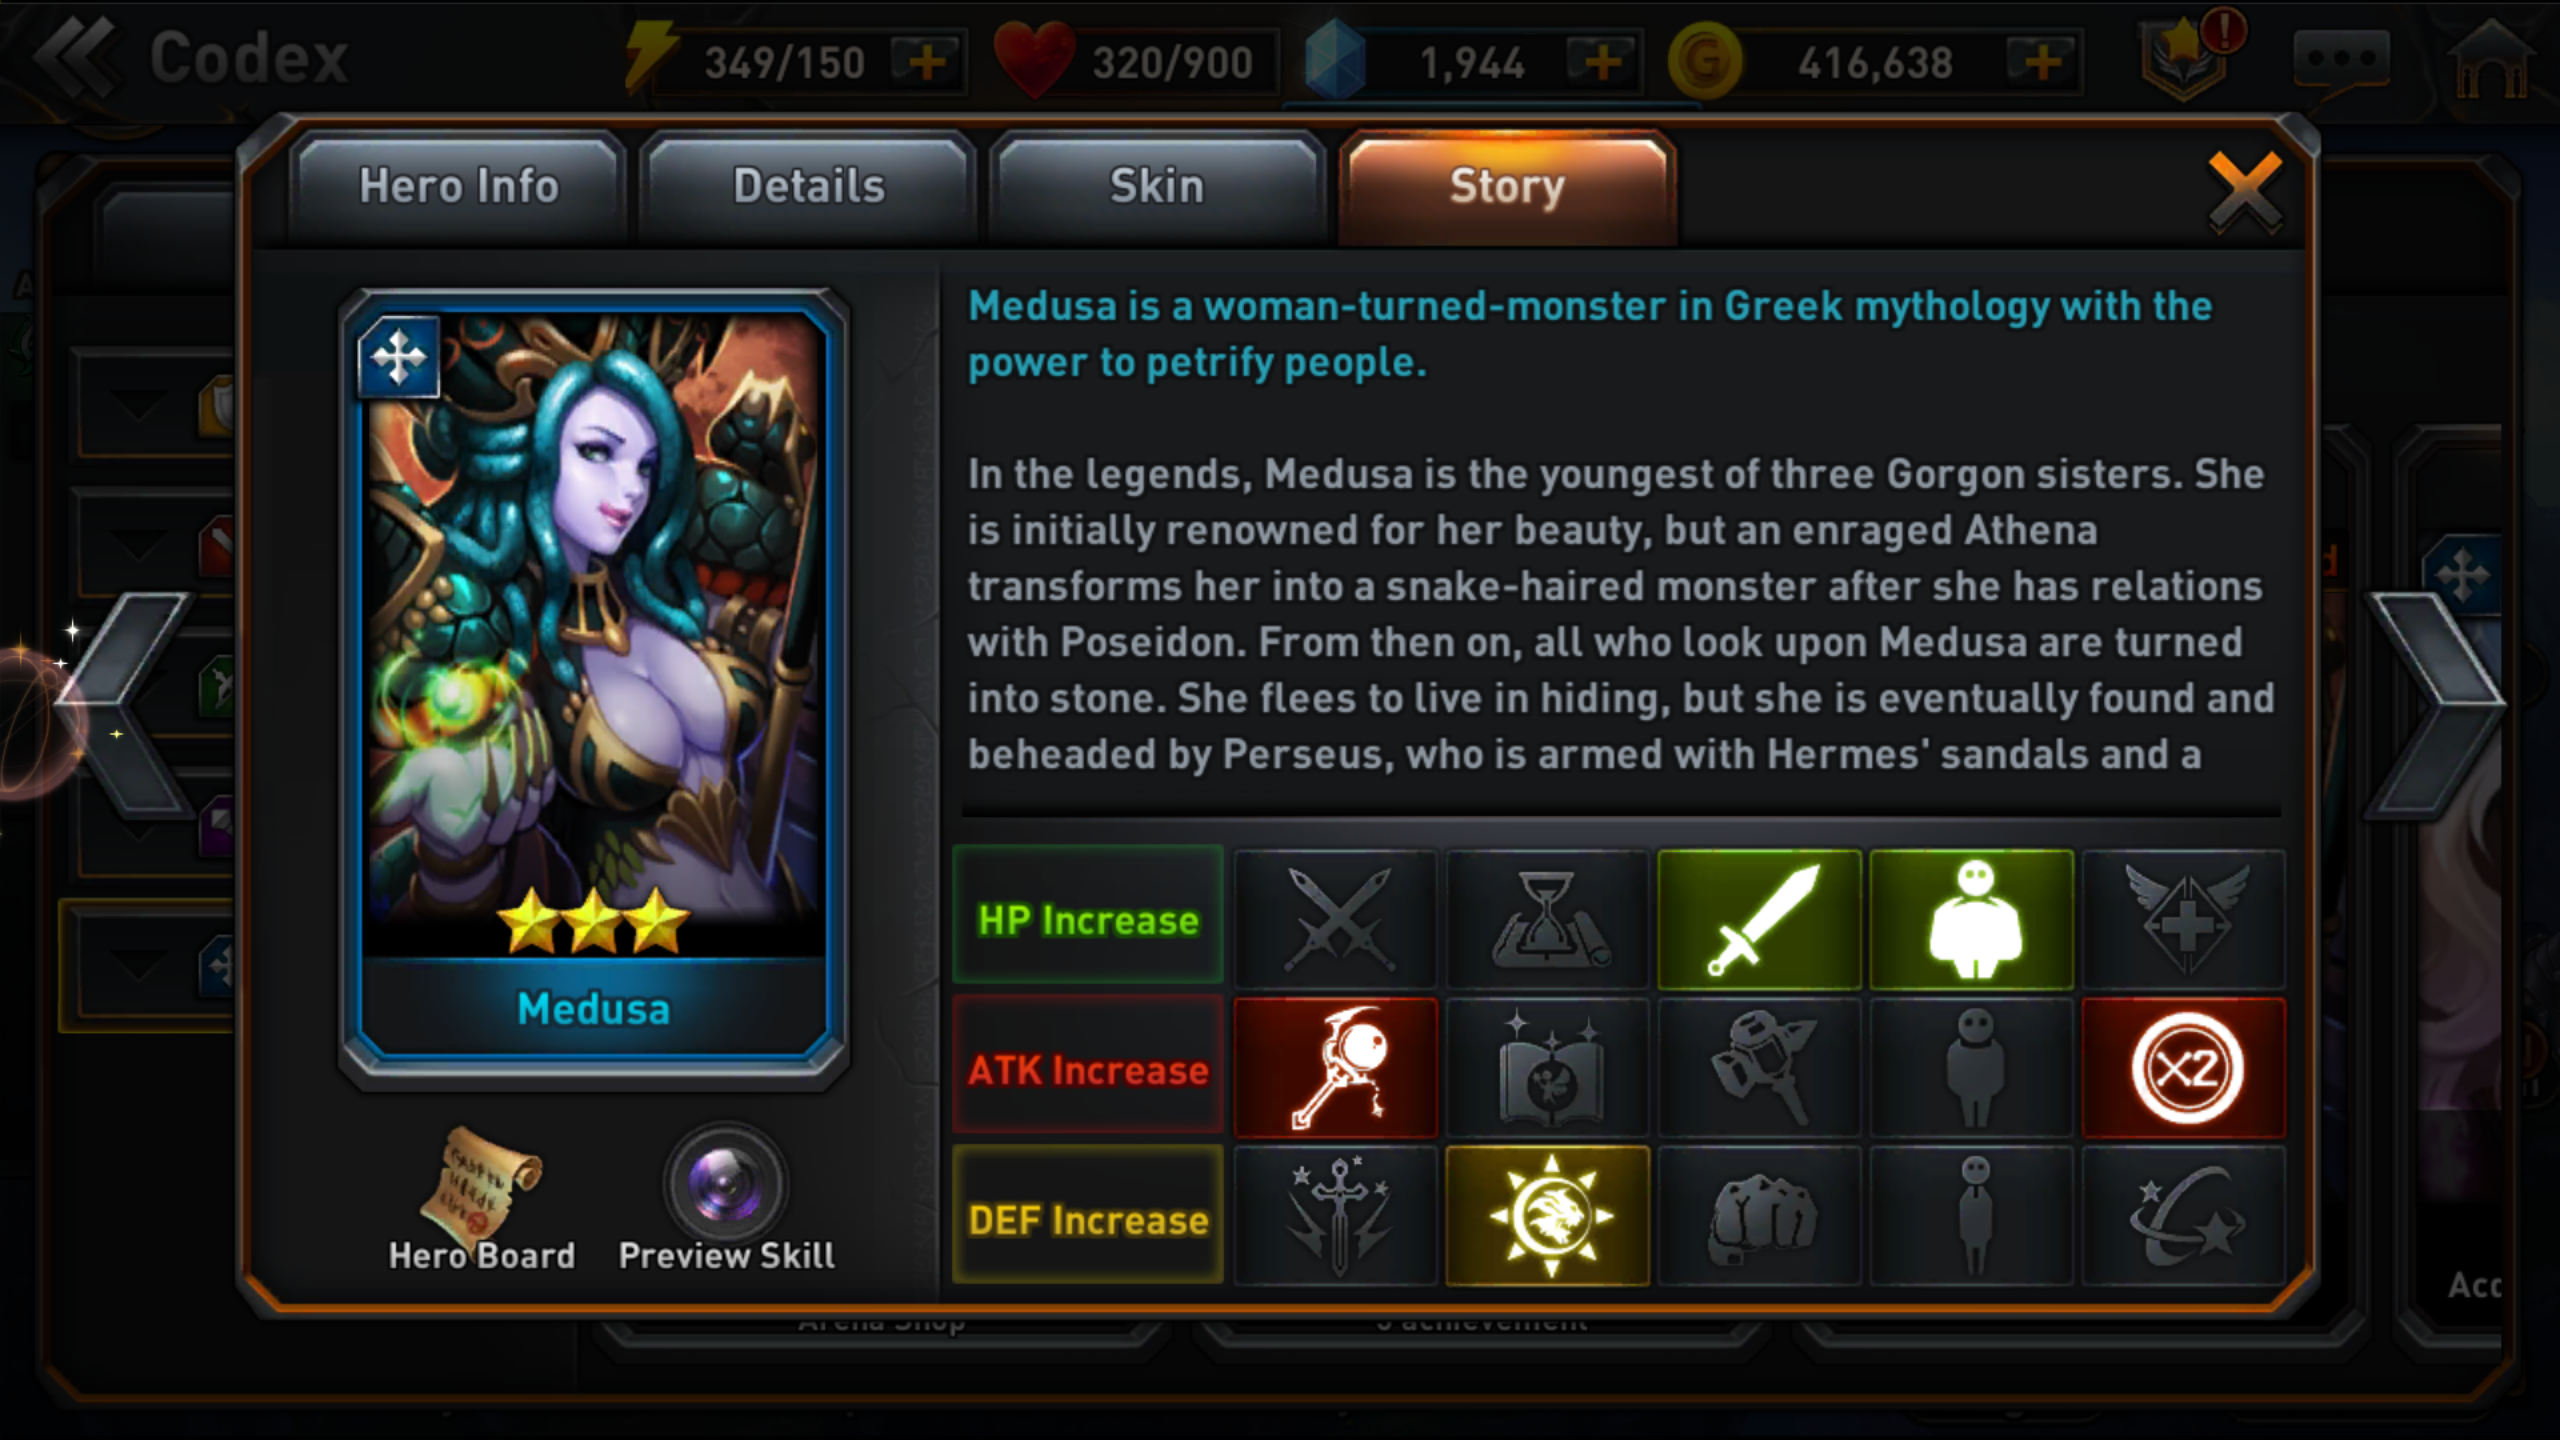 Codex
349/150
320/900
1,944
416,638
Hero Info
Details
Skin
Story
Medusa is a woman-turned-monster in Greek mythology with the
power to petrify people.
In the legends, Medusa is the youngest of three Gorgon sisters. She
is initially renowned for her beauty, but an enraged Athena
transforms her into a snake-haired monster after she has relations
with Poseidon. From then on, all who look upon Medusa are turned
into stone. She flees to live in hiding, but she is eventually found and
beheaded by Perseus, who is armed with Hermes' sandals and a
Medusa
Hero Board
Preview Skill
HP Increase
ATK Increase
X2
DEF Increase
Arena Shop
achievement